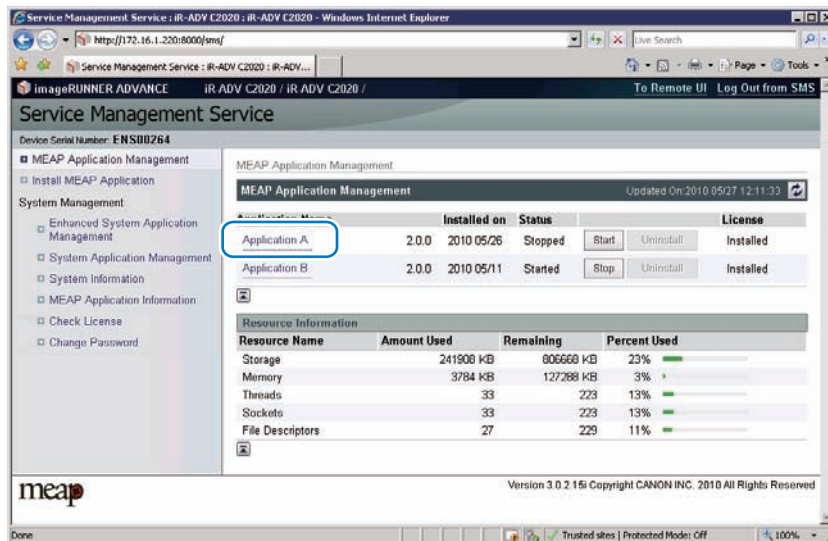 Service Management Service : iR-ADV C2020 : iR-ADV C2020 - Windows Internet Explorer
http://172.16.1.220:8000/sms/
Live Search
Service Management Service : iR-ADV C2020 : iR-ADV...
Page
Tools
imageRUNNER ADVANCE iR ADV C2020 / iR ADV C2020 /
To Remote UI Log Out from SMS
Service Management Service
Device Serial Number: ENS00264
MEAP Application Management
Install MEAP Application
System Management
Enhanced System Application Management
System Application Management
System Information
MEAP Application Information
Check License
Change Password
MEAP Application Management
MEAP Application Management Updated On:2010 05/27 12:11:33
Application Name Installed on Status License
Application A 2.0.0 2010 05/26 Stopped Start Uninstall Installed
Application B 2.0.0 2010 05/11 Started Stop Uninstall Installed
Resource Information
Resource Name Amount Used Remaining Percent Used
Storage 241908 KB 806668 KB 23%
Memory 3784 KB 127288 KB 3%
Threads 33 223 13%
Sockets 33 223 13%
File Descriptors 27 229 11%
meap
Version 3.0.2.15i Copyright CANON INC. 2010 All Rights Reserved
Done
Trusted sites | Protected Mode: Off
100%